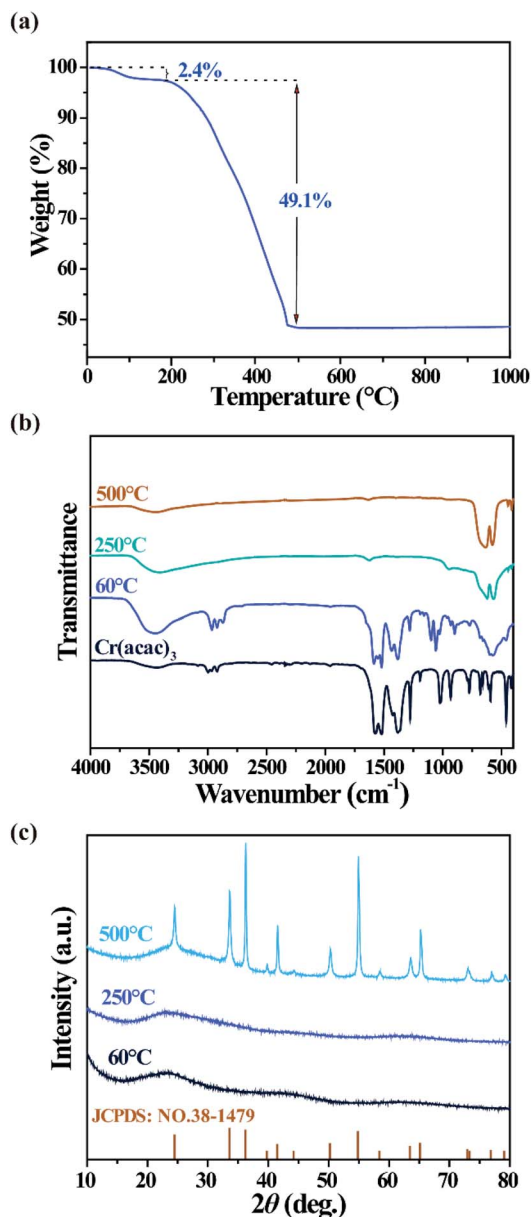 (a)
100
90
80
70
60
50
2.4%
49.1%
Weight (%)
0 200 400 600 800 1000
Temperature (°C)
(b)
500°C
250°C
60°C
Cr(acac)3
Transmittance
4000 3500 3000 2500 2000 1500 1000 500
Wavenumber (cm-1)
(c)
500°C
250°C
60°C
JCPDS: NO.38-1479
Intensity (a.u.)
10 20 30 40 50 60 70 80
2θ (deg.)